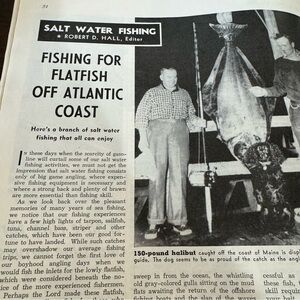 54
SALT WATER FISHING
★ ROBERT D. HALL, Editor
FISHING FOR
FLATFISH
OFF ATLANTIC
COAST
Here's a branch of salt water
fishing that all can enjoy
IN these days when the scarcity of gaso-
line will curtail some of our salt water
fishing activities, we must not get the
impression that salt water fishing consists
only of big game angling, where expen-
sive fishing equipment is necessary and
where a strong back and plenty of brawn
are more essential than fishing skill.
As we look back over the pleasant
memories of many years of sea fishing,
we notice that our fishing experiences
have a few high lights of tarpon, sailfish,
tuna, channel bass, striper and other
catches, which have been our good for-
tune to have landed. While such catches
may overshadow our average fishing
trips, we cannot forget the first love of
our boyhood angling days when we
would fish the inlets for the lowly flatfish,
which were considered beneath the no-
tice of the more experienced fishermen.
Perhaps the Lord made these flatfish,
150-pound halibut caught off the coast of Maine is displ
guide. The dog seems to be as proud of the catch as the ang
sweep in from the ocean, the whistling
old gray-colored gulls sitting on the mud
flats awaiting the return of the offshore
fishing boats and the slap of the waves
cessful
as these
tails of